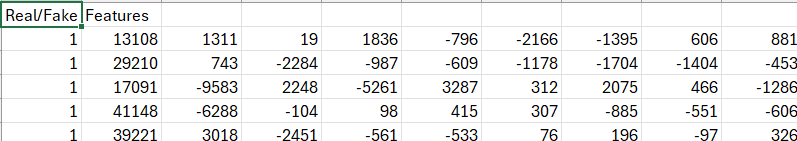 Real/Fake Features
1 13108 1311 19 1836 -796 -2166 -1395 606 881
1 29210 743 -2284 -987 -609 -1178 -1704 -1404 -453
1 17091 -9583 2248 -5261 3287 312 2075 466 -1286
1 41148 -6288 -104 98 415 307 -885 -551 -606
1 39221 3018 -2451 -561 -533 76 196 -97 326